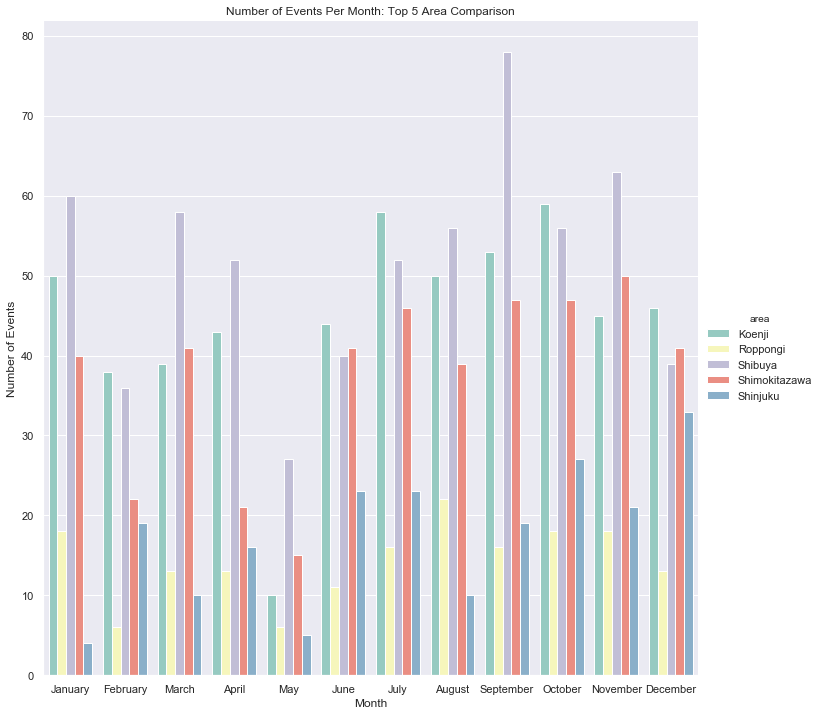 Number of Events Per Month: Top 5 Area Comparison
Number of Events
80
70
60
50
40
30
20
10
0
January February March April May June July August September October November December
Month
area
Koenji
Roppongi
Shibuya
Shimokitazawa
Shinjuku